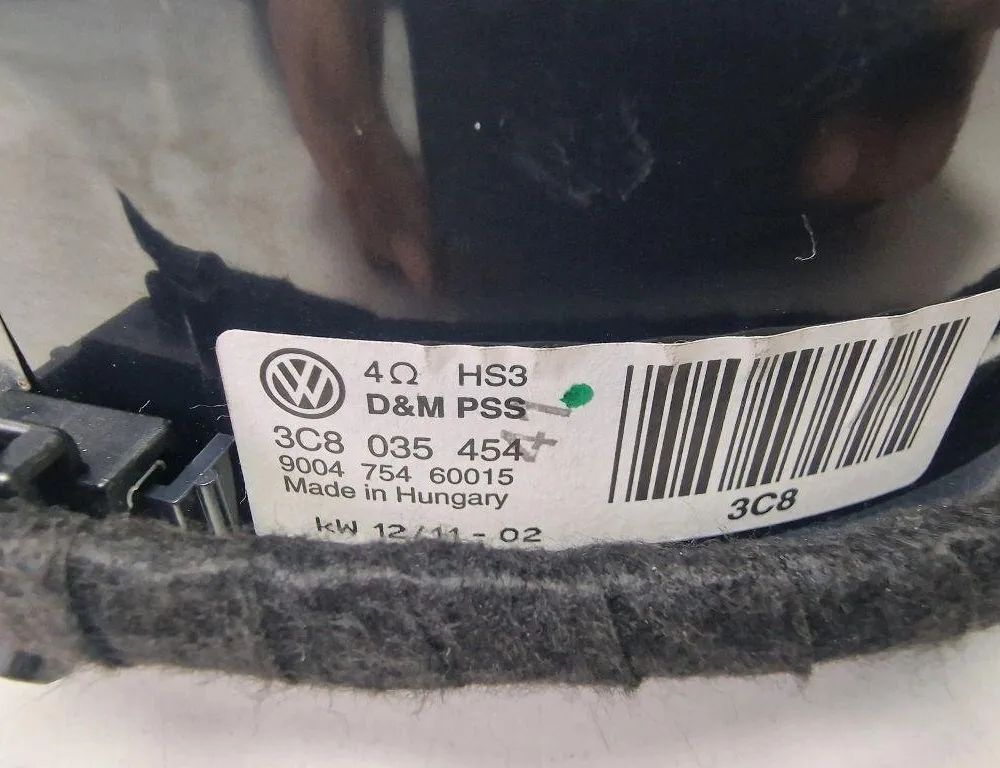 4Ω HS3
D&M PSS
3C8 035 454
9004 754 60015
Made in Hungary
kW 12/11 - 02
3C8